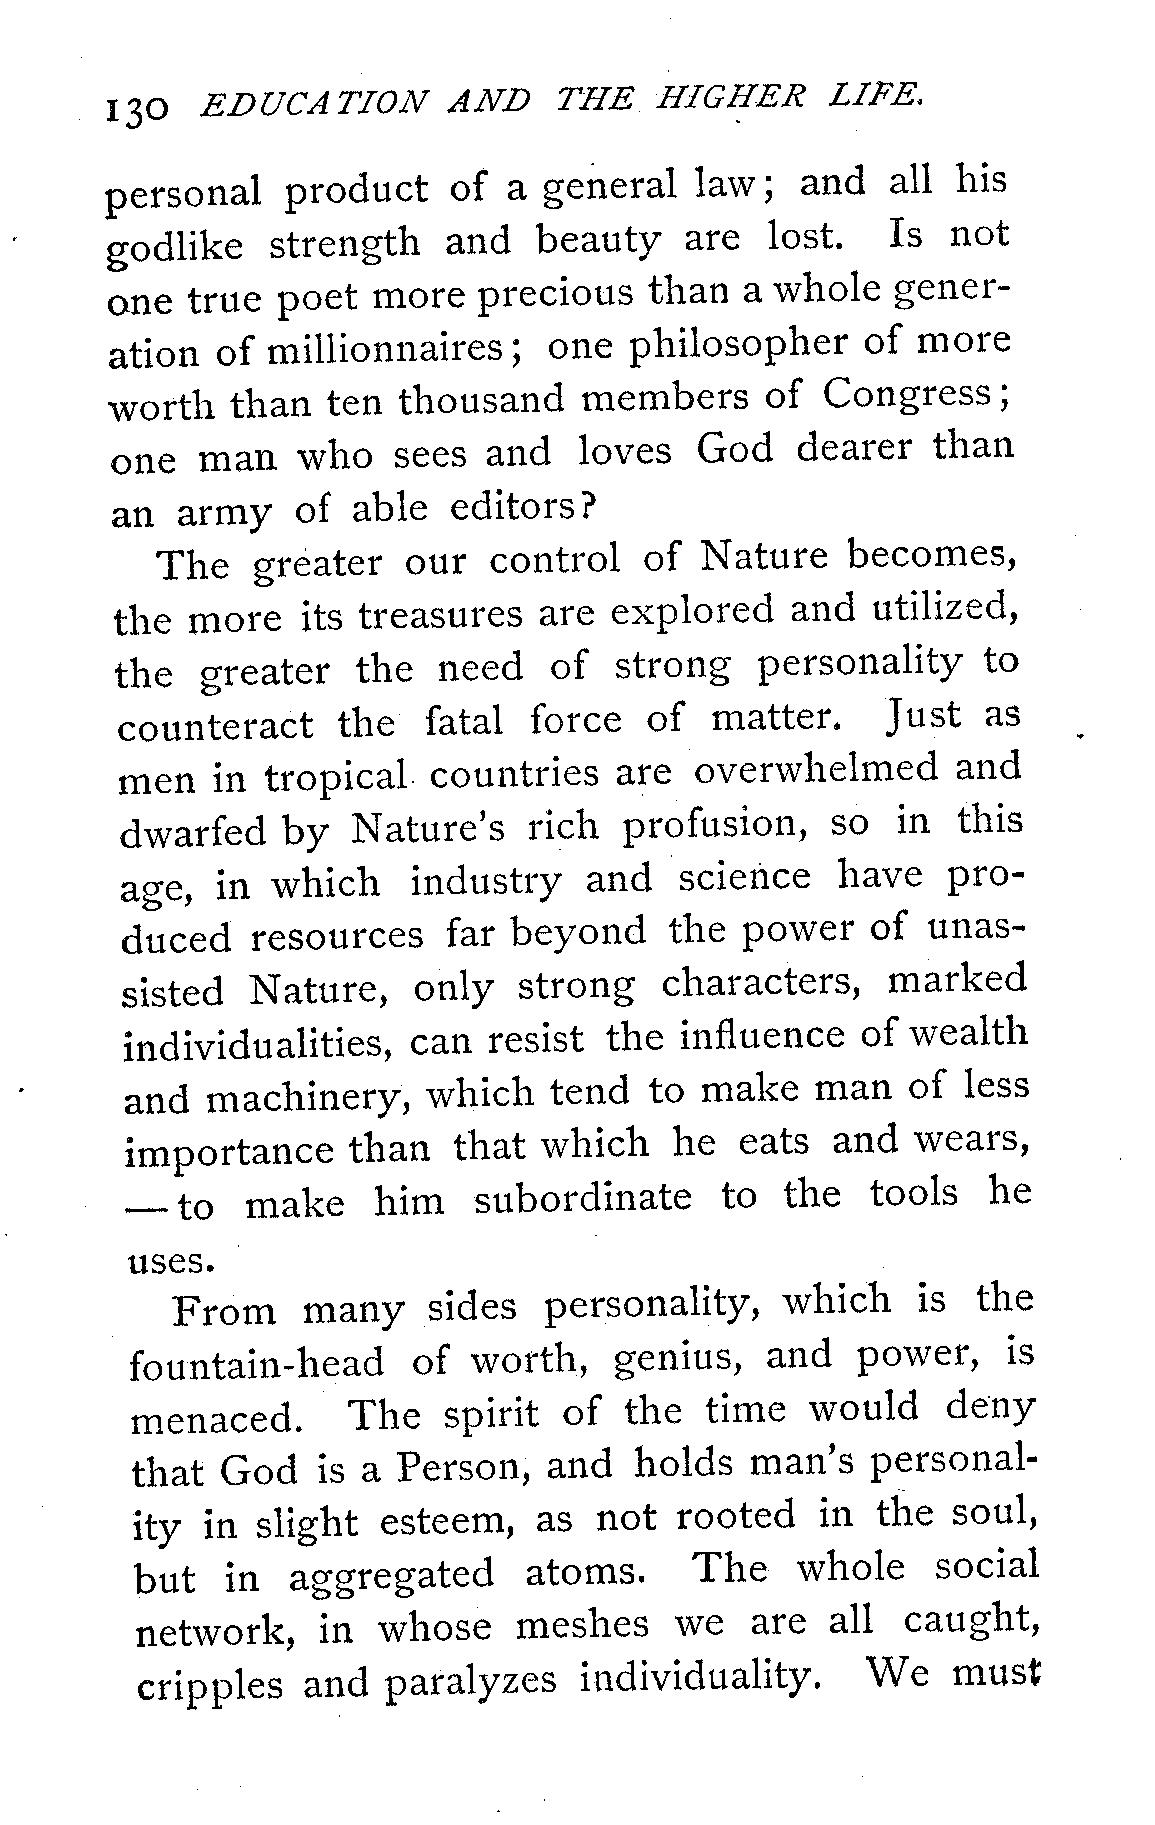 130 EDUCATION AND THE HIGHER LIFE.
personal product of a general law; and all his
godlike strength and beauty are lost. Is not
one true poet more precious than a whole gener-
ation of millionnaires; one philosopher of more
worth than ten thousand members of Congress;
one man who sees and loves God dearer than
an army of able editors?
The greater our control of Nature becomes,
the more its treasures are explored and utilized,
the greater the need of strong personality to
counteract the fatal force of matter. Just as
men in tropical countries are overwhelmed and
dwarfed by Nature's rich profusion, so in this
age, in which industry and science have pro-
duced resources far beyond the power of unas-
sisted Nature, only strong characters, marked
individualities, can resist the influence of wealth
and machinery, which tend to make man of less
importance than that which he eats and wears,
— to make him subordinate to the tools he
uses.
From many sides personality, which is the
fountain-head of worth, genius, and power, is
menaced. The spirit of the time would deny
that God is a Person, and holds man's personal-
ity in slight esteem, as not rooted in the soul,
but in aggregated atoms. The whole social
network, in whose meshes we are all caught,
cripples and paralyzes individuality. We must